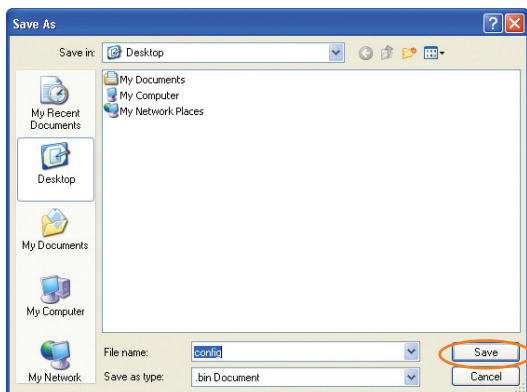 Save As
Save in:
Desktop
My Recent
Documents
Desktop
My Documents
My Computer
My Network
My Documents
My Computer
My Network Places
File name:
config
Save
Save as type:
.bin Document
Cancel